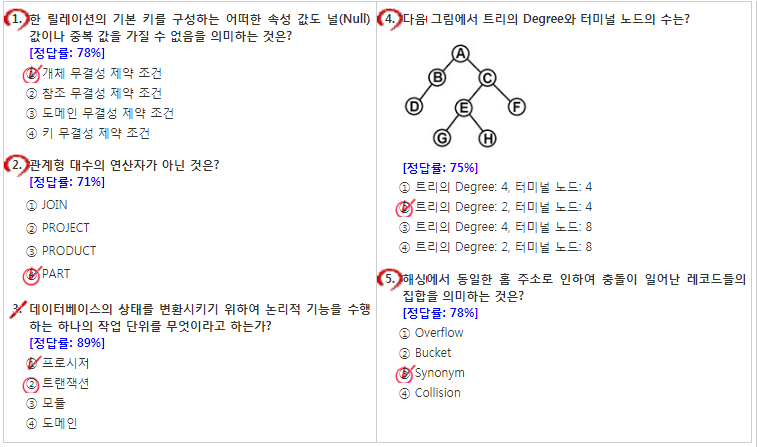 1. 한 릴레이션의 기본 키를 구성하는 어떠한 속성 값도 널(Null)
값이나 중복 값을 가질 수 없음을 의미하는 것은?
[정답률: 78%]
① 개체 무결성 제약 조건
② 참조 무결성 제약 조건
③ 도메인 무결성 제약 조건
④ 키 무결성 제약 조건
2. 관계형 대수의 연산자가 아닌 것은?
[정답률: 71%]
① JOIN
② PROJECT
③ PRODUCT
④ PART
3. 데이터베이스의 상태를 변환시키기 위하여 논리적 기능을 수행
하는 하나의 작업 단위를 무엇이라고 하는가?
[정답률: 89%]
① 프로시저
② 트랜잭션
③ 모듈
④ 도메인
4. 다음 그림에서 트리의 Degree와 터미널 노드의 수는?
A
B C
D E F
G H
[정답률: 75%]
① 트리의 Degree: 4, 터미널 노드: 4
② 트리의 Degree: 2, 터미널 노드: 4
③ 트리의 Degree: 4, 터미널 노드: 8
④ 트리의 Degree: 2, 터미널 노드: 8
5. 해싱에서 동일한 홈 주소로 인하여 충돌이 일어난 레코드들의
집합을 의미하는 것은?
[정답률: 78%]
① Overflow
② Bucket
③ Synonym
④ Collision